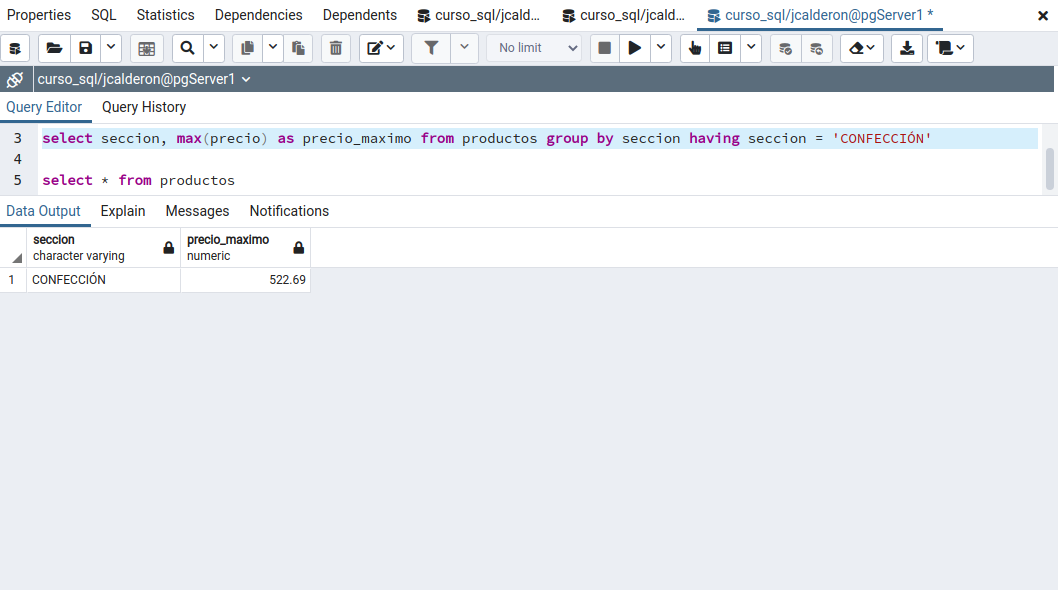 Properties SQL Statistics Dependencies Dependents curso_sql/jcald... curso_sql/jcald... curso_sql/jcalderon@pgServer1 *
No limit
curso_sql/jcalderon@pgServer1
Query Editor Query History
3 select seccion, max(precio) as precio_maximo from productos group by seccion having seccion = 'CONFECCIÓN'
4
5 select * from productos
Data Output Explain Messages Notifications
seccion precio_maximo
character varying numeric
1 CONFECCIÓN 522.69